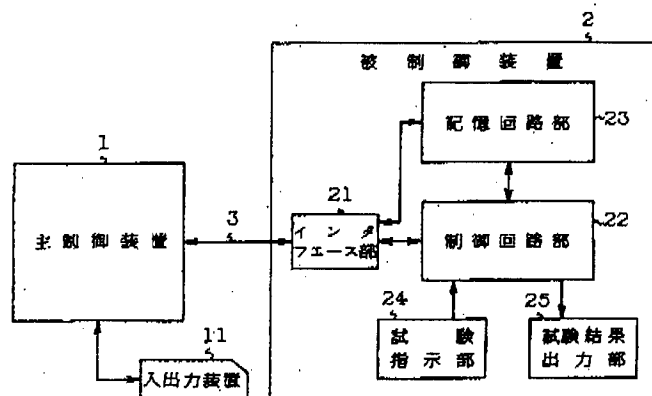 2
被制御装置
記憶回路部
23
1
21
主制御装置
3
インタ
フエース部
制御回路部
22
24
25
11
試験
指示部
試験結果
出力部
入出力装置